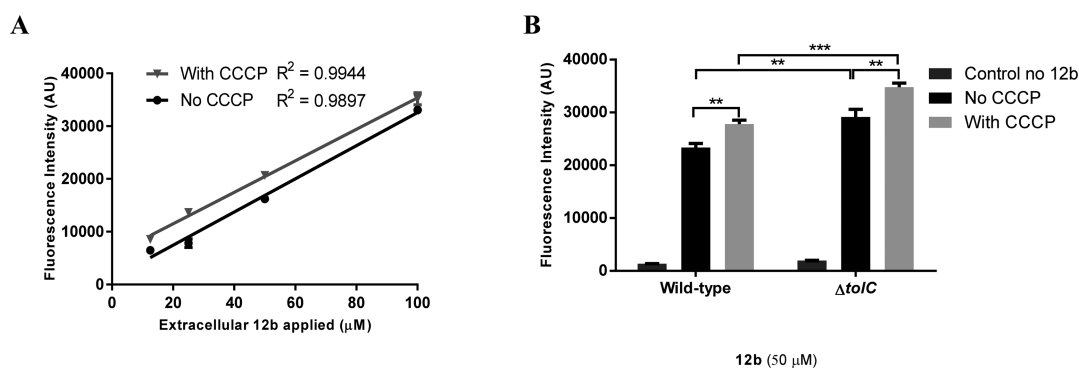 A
With CCCP R² = 0.9944
No CCCP R² = 0.9897
Fluorescence Intensity (AU)
40000
30000
20000
10000
0
0 20 40 60 80 100
Extracellular 12b applied (μM)
B
*** 
** **
**
Control no 12b
No CCCP
With CCCP
Fluorescence Intensity (AU)
40000
30000
20000
10000
0
Wild-type ΔtolC
12b (50 μM)